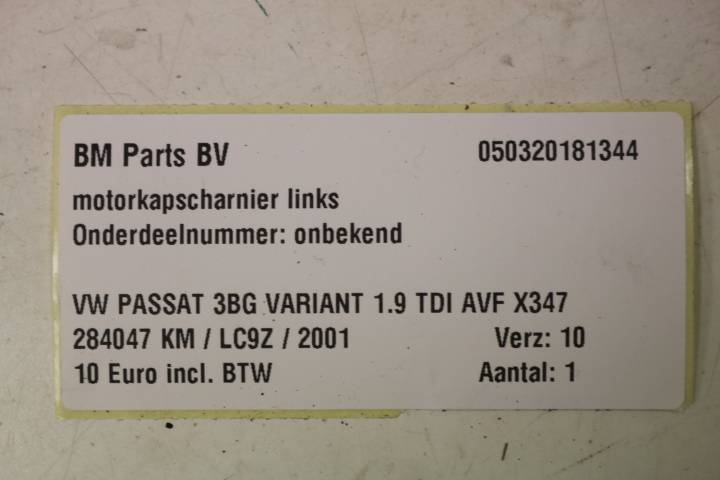 BM Parts BV 050320181344
motorkapscharnier links
Onderdeelnummer: onbekend
VW PASSAT 3BG VARIANT 1.9 TDI AVF X347
284047 KM / LC9Z / 2001 Verz: 10
10 Euro incl. BTW Aantal: 1